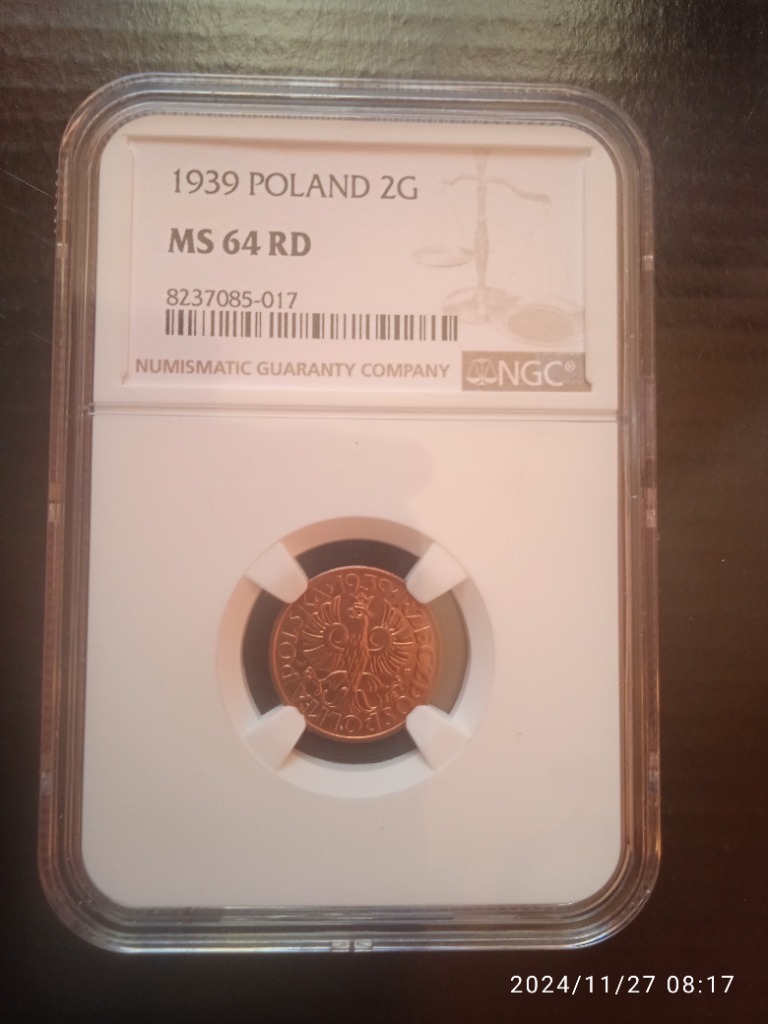 1939 POLAND 2G
MS 64 RD
8237085-017
NUMISMATIC GUARANTY COMPANY NGC®
1939
RZECZPOSPOLITA POLSKA
2024/11/27 08:17